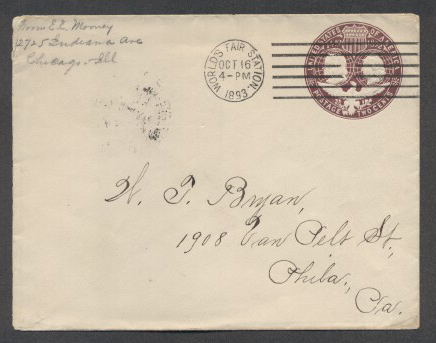 from E.L. Mooney
2725 Indiana Ave
Chicago-Ill
WORLD'S FAIR STATION.
OCT 16
4-PM
1893.
UNITED STATES OF AMERICA
POSTAGE TWO CENTS
W. T. Bryan,
1908 Van Pelt St.,
Phila.,
Pa.